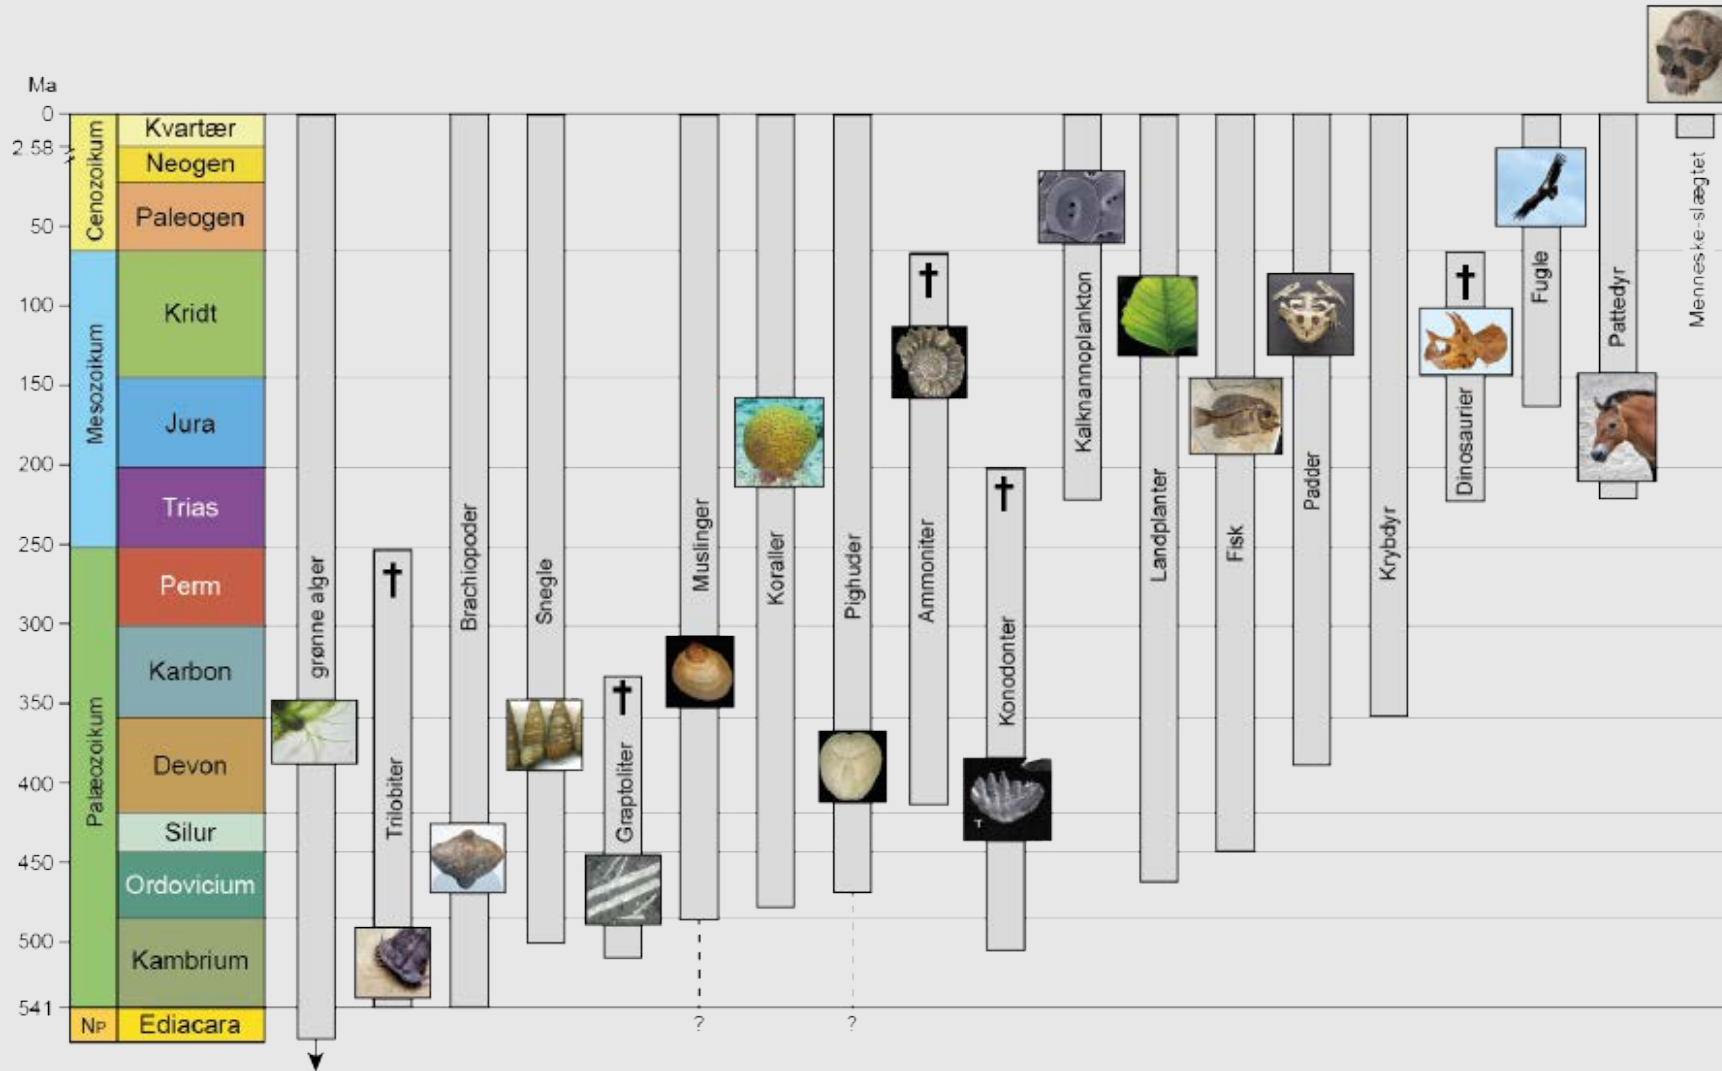 Ma
0
2.58
50
100
150
200
250
300
350
400
450
500
541
Cenozoikum
Mesozoikum
Palæozoikum
NP
Kvartær
Neogen
Paleogen
Kridt
Jura
Trias
Perm
Karbon
Devon
Silur
Ordovicium
Kambrium
Ediacara
grønne alger
Trilobiter
Brachiopoder
Snegle
Graptoliter
Muslinger
?
Koraller
Pighuder
?
Ammoniter
Konodonter
Kalknannoplankton
Landplanter
Fisk
Padder
Krybdyr
Dinosaurier
Fugle
Pattedyr
Menneske-slægtet